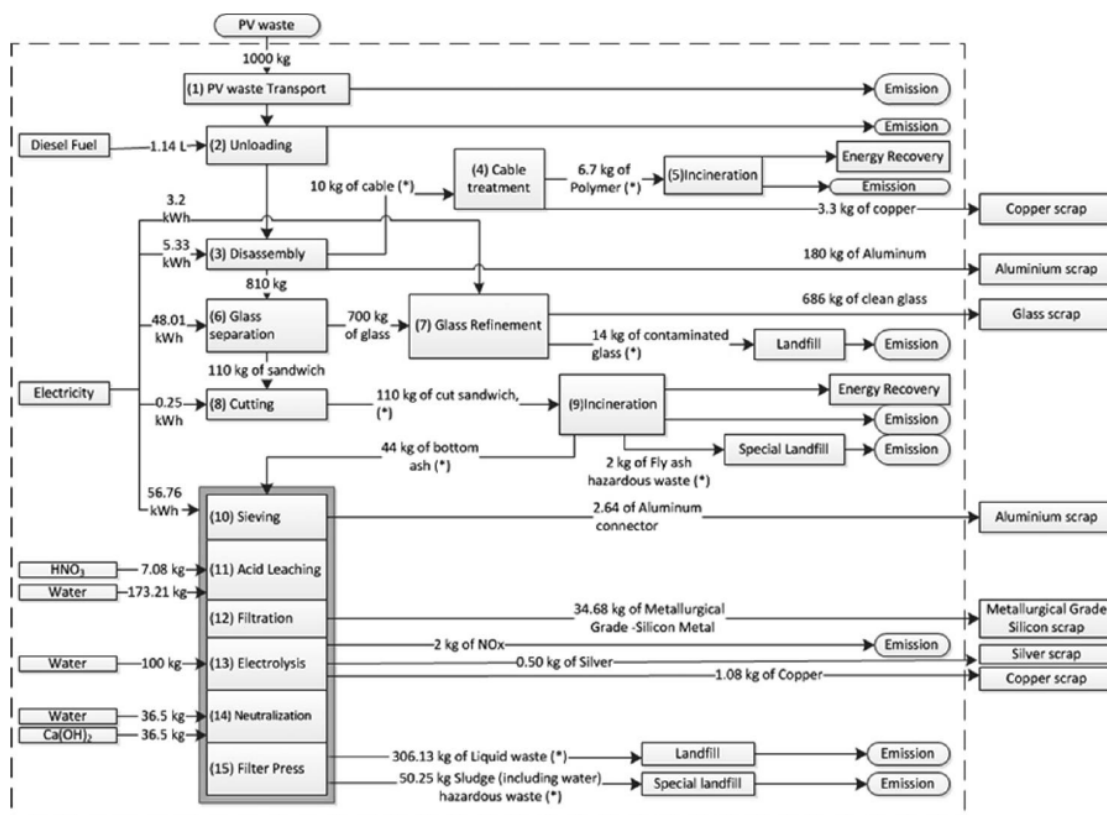 PV waste
1000 kg
(1) PV waste Transport
Emission
Diesel Fuel
1.14 L
(2) Unloading
Emission
10 kg of cable (*)
(4) Cable
treatment
6.7 kg of
Polymer (*)
(5)Incineration
Energy Recovery
Emission
3.3 kg of copper
Copper scrap
3.2
kWh
5.33
kWh
(3) Disassembly
180 kg of Aluminum
Aluminium scrap
810 kg
48.01
kWh
(6) Glass
separation
700 kg
of glass
(7) Glass Refinement
686 kg of clean glass
Glass scrap
14 kg of contaminated
glass (*)
Landfill
Emission
110 kg of sandwich
Electricity
0.25
kWh
(8) Cutting
110 kg of cut sandwich,
(*)
(9)Incineration
Energy Recovery
Emission
44 kg of bottom
ash (*)
2 kg of Fly ash
hazardous waste (*)
Special Landfill
Emission
56.76
kWh
(10) Sieving
2.64 of Aluminum
connector
Aluminium scrap
HNO3
7.08 kg
(11) Acid Leaching
Water
173.21 kg
(12) Filtration
34.68 kg of Metallurgical
Grade -Silicon Metal
Metallurgical Grade
Silicon scrap
2 kg of NOx
Emission
Water
100 kg
(13) Electrolysis
0.50 kg of Silver
Silver scrap
1.08 kg of Copper
Copper scrap
Water
36.5 kg
(14) Neutralization
Ca(OH)2
36.5 kg
(15) Filter Press
306.13 kg of Liquid waste (*)
Landfill
Emission
50.25 kg Sludge (including water)
hazardous waste (*)
Special landfill
Emission